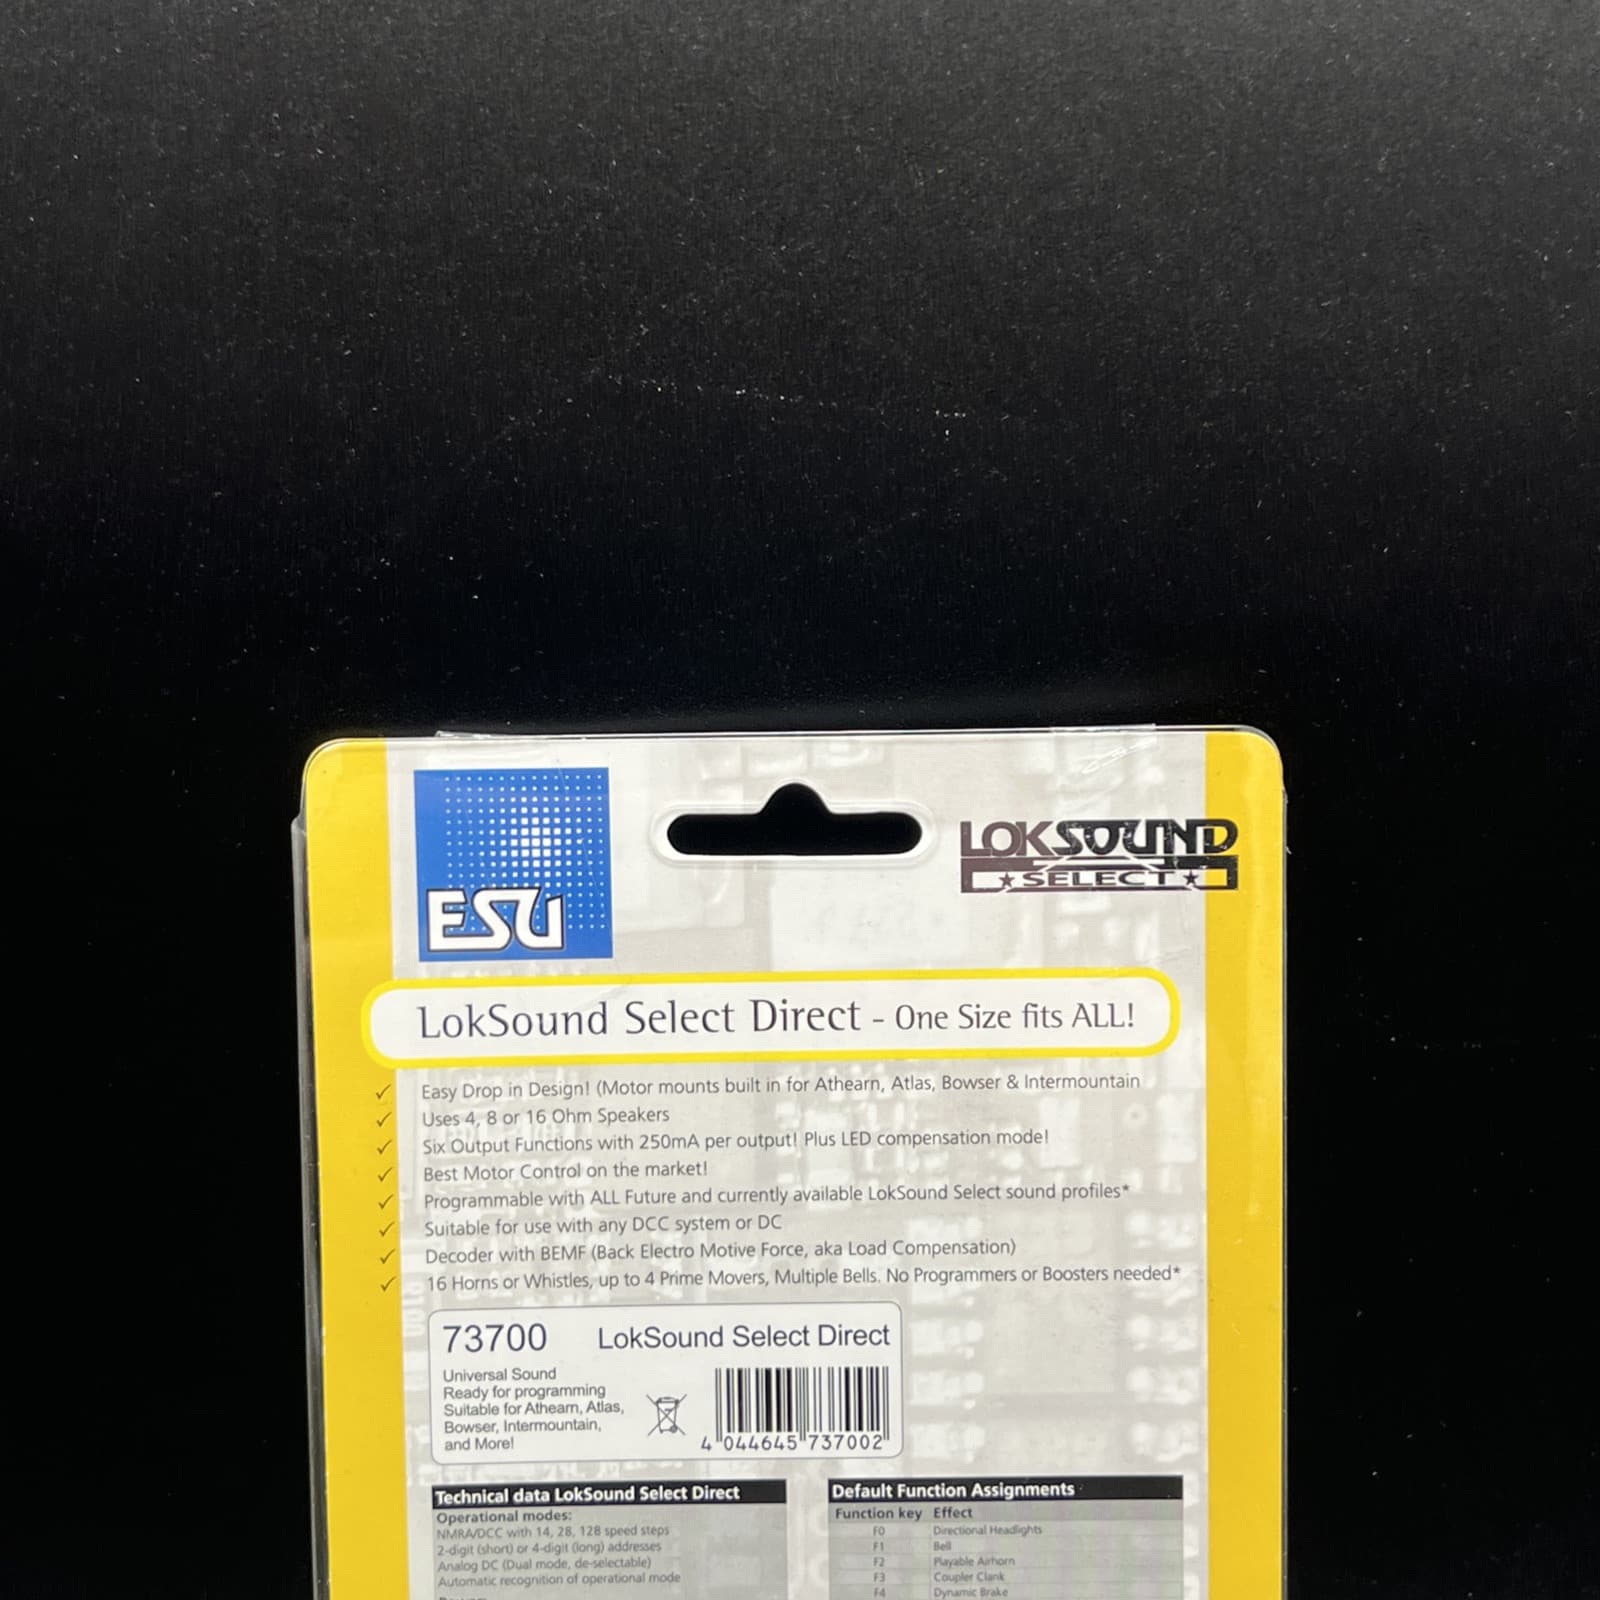 ESU
LOKSOUND
★ SELECT ★
LokSound Select Direct - One Size fits ALL!
✓ Easy Drop in Design! (Motor mounts built in for Athearn, Atlas, Bowser & Intermountain
✓ Uses 4, 8 or 16 Ohm Speakers
✓ Six Output Functions with 250mA per output! Plus LED compensation mode!
✓ Best Motor Control on the market!
✓ Programmable with ALL Future and currently available LokSound Select sound profiles*
✓ Suitable for use with any DCC system or DC
✓ Decoder with BEMF (Back Electro Motive Force, aka Load Compensation)
✓ 16 Horns or Whistles, up to 4 Prime Movers, Multiple Bells. No Programmers or Boosters needed*
73700 LokSound Select Direct
Universal Sound
Ready for programming
Suitable for Athearn, Atlas,
Bowser, Intermountain,
and More!
4 044645 737002
Technical data LokSound Select Direct
Operational modes:
NMRA/DCC with 14, 28, 128 speed steps
2-digit (short) or 4-digit (long) addresses
Analog DC (Dual mode, de-selectable)
Automatic recognition of operational mode
Default Function Assignments
Function key Effect
F0 Directional Headlights
F1 Bell
F2 Playable Airhorn
F3 Coupler Clank
F4 Dynamic Brake